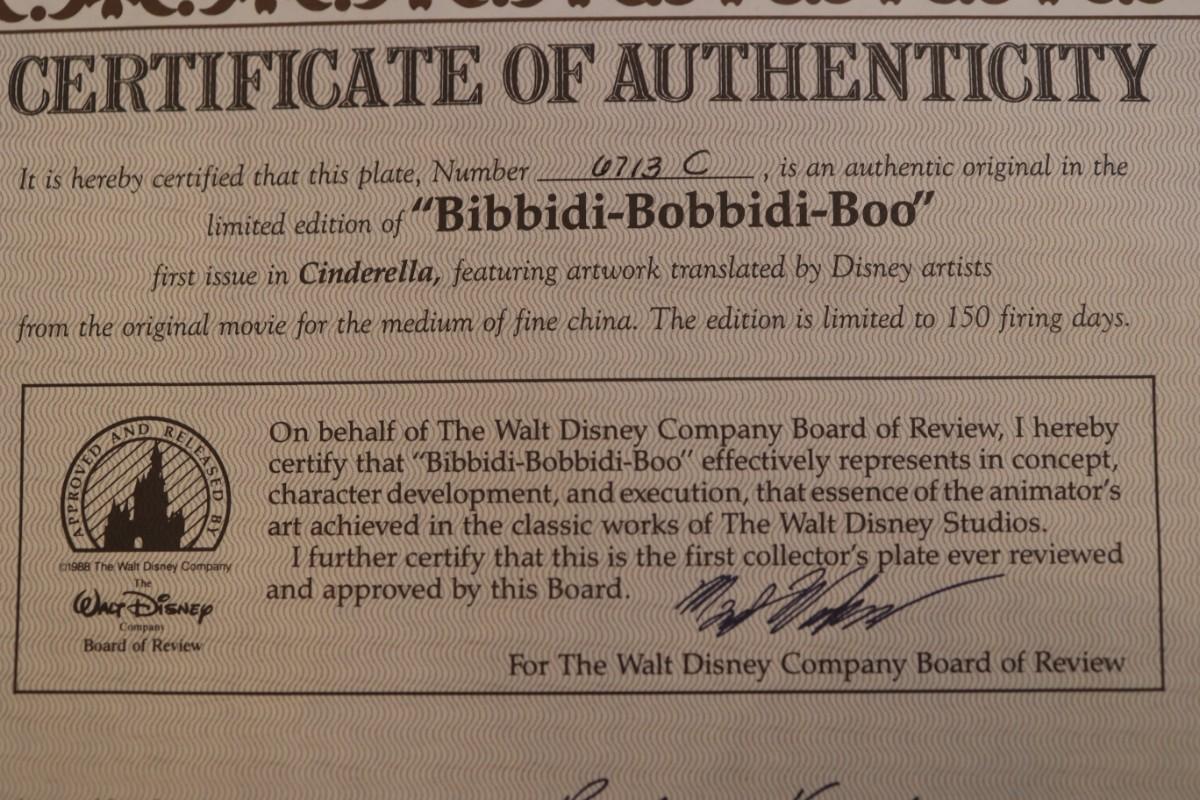 CERTIFICATE OF AUTHENTICITY
It is hereby certified that this plate, Number 6713 C, is an authentic original in the
limited edition of "Bibbidi-Bobbidi-Boo"
first issue in Cinderella, featuring artwork translated by Disney artists
from the original movie for the medium of fine china. The edition is limited to 150 firing days.
APPROVED AND RELEASED BY
©1988 The Walt Disney Company
The
Walt Disney
Company
Board of Review
On behalf of The Walt Disney Company Board of Review, I hereby
certify that "Bibbidi-Bobbidi-Boo" effectively represents in concept,
character development, and execution, that essence of the animator's
art achieved in the classic works of The Walt Disney Studios.
I further certify that this is the first collector's plate ever reviewed
and approved by this Board.
For The Walt Disney Company Board of Review